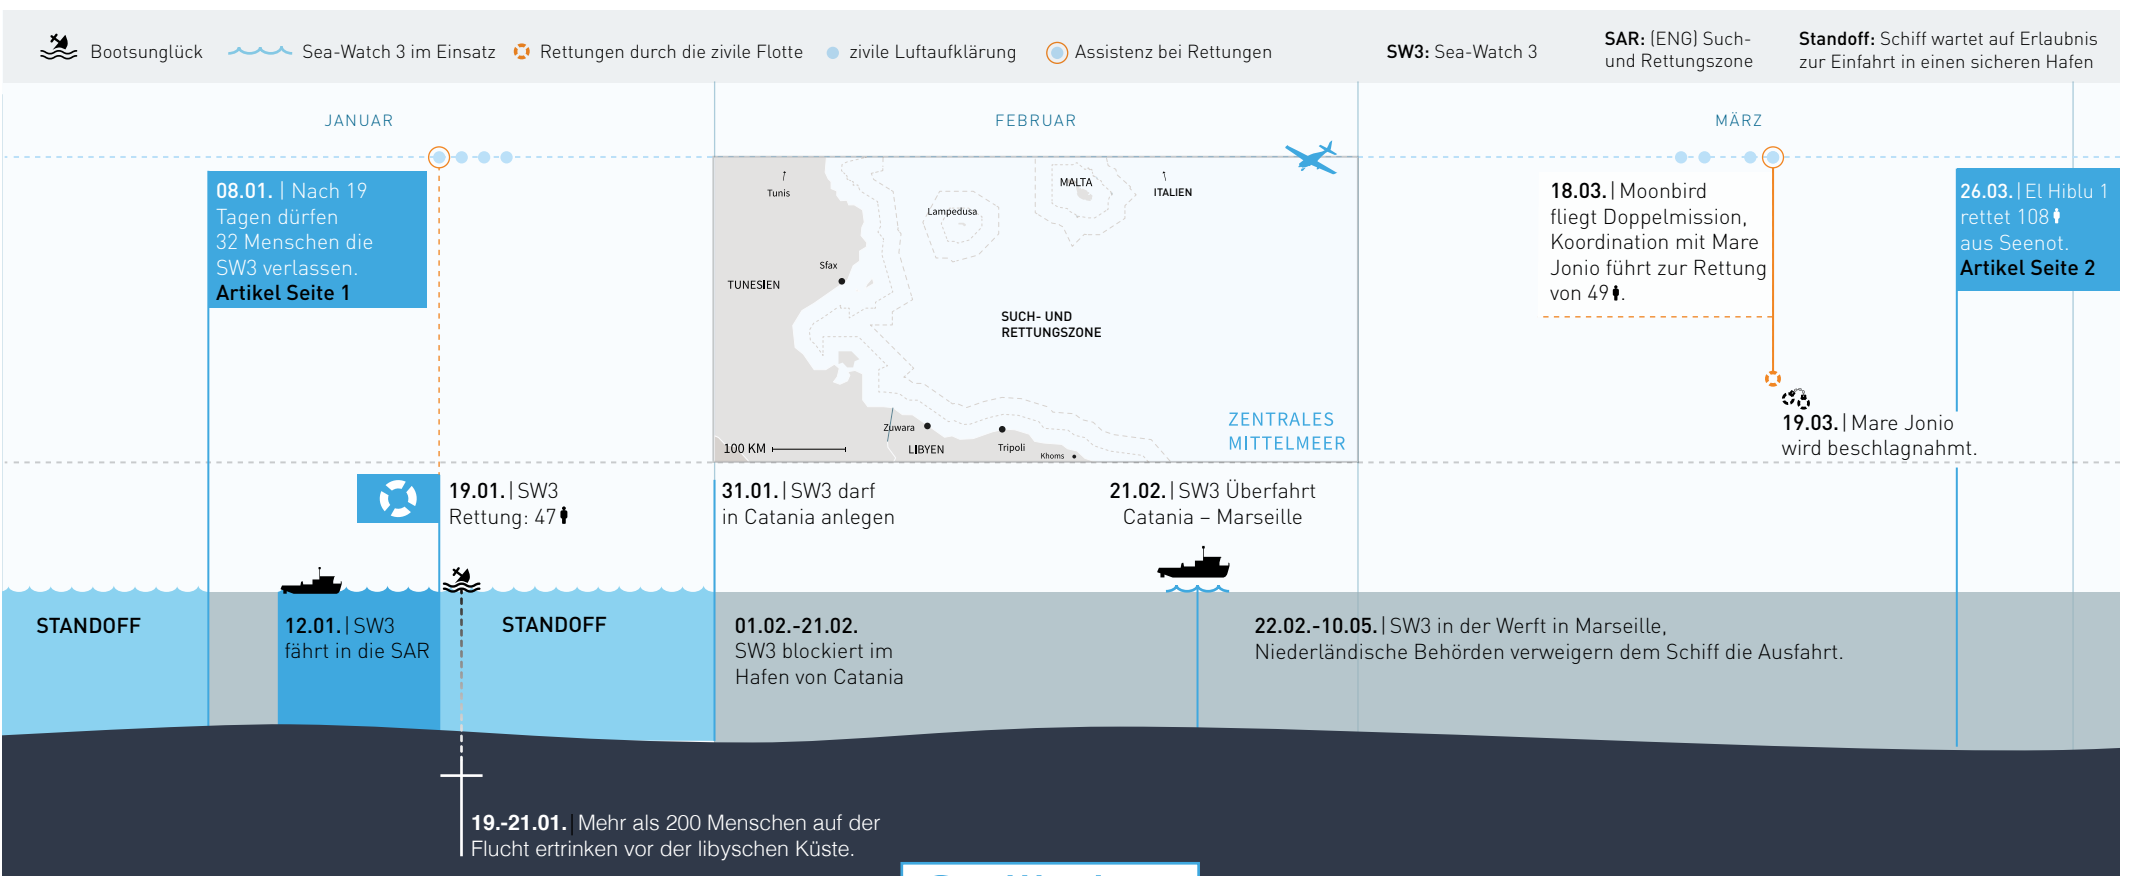 Bootsunglück
Sea-Watch 3 im Einsatz
Rettungen durch die zivile Flotte
zivile Luftaufklärung
Assistenz bei Rettungen
SW3: Sea-Watch 3
SAR: (ENG) Such-
und Rettungszone
Standoff: Schiff wartet auf Erlaubnis
zur Einfahrt in einen sicheren Hafen
JANUAR
FEBRUAR
MÄRZ
08.01. | Nach 19
Tagen dürfen
32 Menschen die
SW3 verlassen.
Artikel Seite 1
Tunis
Lampedusa
MALTA
ITALIEN
Sfax
TUNESIEN
SUCH- UND
RETTUNGSZONE
ZENTRALES
MITTELMEER
Zuwara
LIBYEN
Tripoli
Khoms
100 KM
18.03. | Moonbird
fliegt Doppelmission,
Koordination mit Mare
Jonio führt zur Rettung
von 49.
26.03. | El Hiblu 1
rettet 108
aus Seenot.
Artikel Seite 2
19.03. | Mare Jonio
wird beschlagnahmt.
19.01. | SW3
Rettung: 47
31.01. | SW3 darf
in Catania anlegen
21.02. | SW3 Überfahrt
Catania – Marseille
STANDOFF
12.01. | SW3
fährt in die SAR
STANDOFF
01.02.-21.02.
SW3 blockiert im
Hafen von Catania
22.02.-10.05. | SW3 in der Werft in Marseille,
Niederländische Behörden verweigern dem Schiff die Ausfahrt.
19.-21.01. | Mehr als 200 Menschen auf der
Flucht ertrinken vor der libyschen Küste.